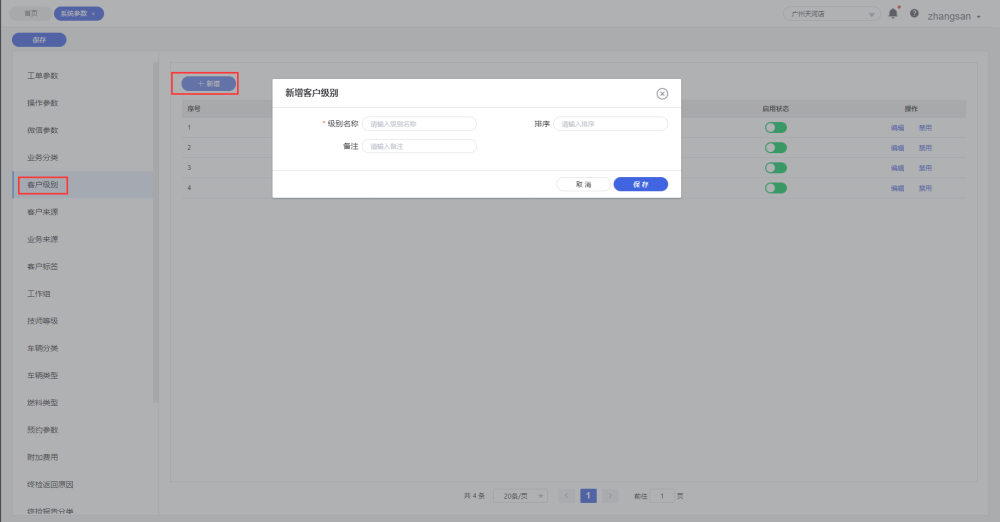 首页
系统参数
广州天河店
zhangsan
保存
工单参数
操作参数
微信参数
业务分类
客户级别
客户来源
业务来源
客户标签
工作组
技师等级
车辆分类
车辆类型
燃料类型
预约参数
附加费用
终检返回原因
终检报告分类
新增
序号
启用状态
操作
1
编辑
禁用
2
编辑
禁用
3
编辑
禁用
4
编辑
禁用
新增客户级别
* 级别名称
请输入级别名称
排序
请输入排序
备注
请输入备注
取消
保存
共 4 条
20条/页
1
前往
1
页